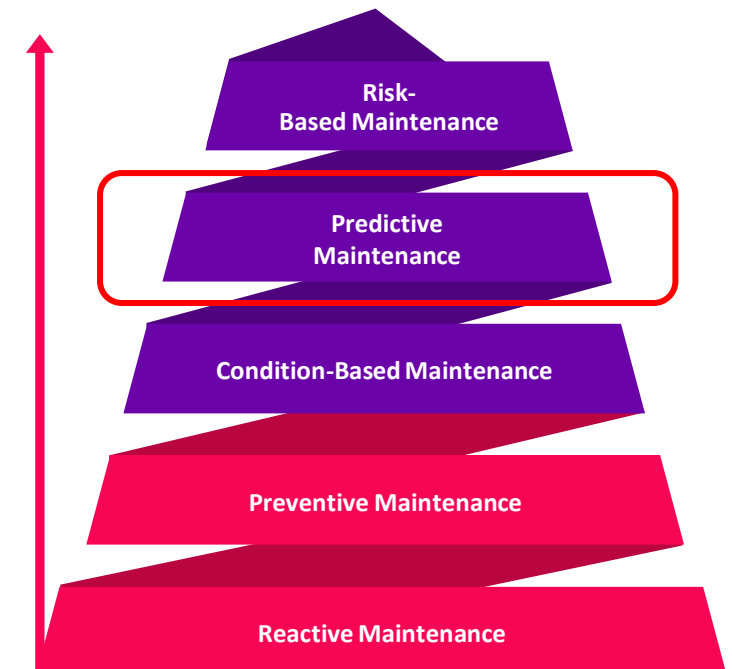 Risk-
Based Maintenance
Predictive
Maintenance
Condition-Based Maintenance
Preventive Maintenance
Reactive Maintenance